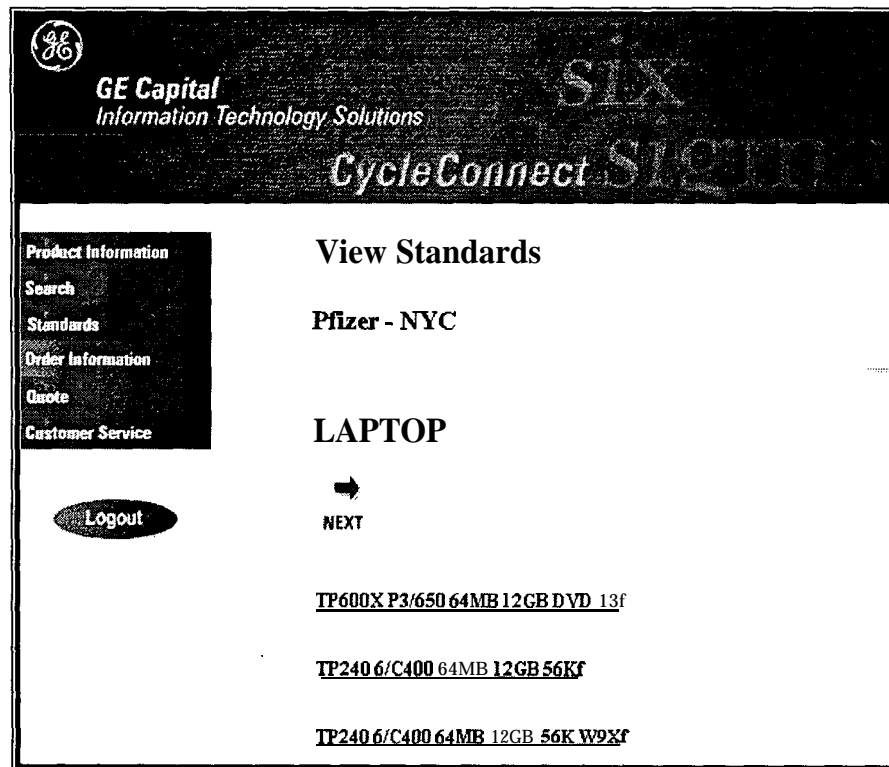 GE
GE Capital
Information Technology Solutions
six
CycleConnect
Product Information
Search
Standards
Order Information
Quote
Customer Service
Logout
View Standards
Pfizer - NYC
LAPTOP
NEXT
TP600X P3/650 64MB 12GB DVD 13f
TP240 6/C400 64MB 12GB 56Kf
TP240 6/C400 64MB 12GB 56K W9Xf